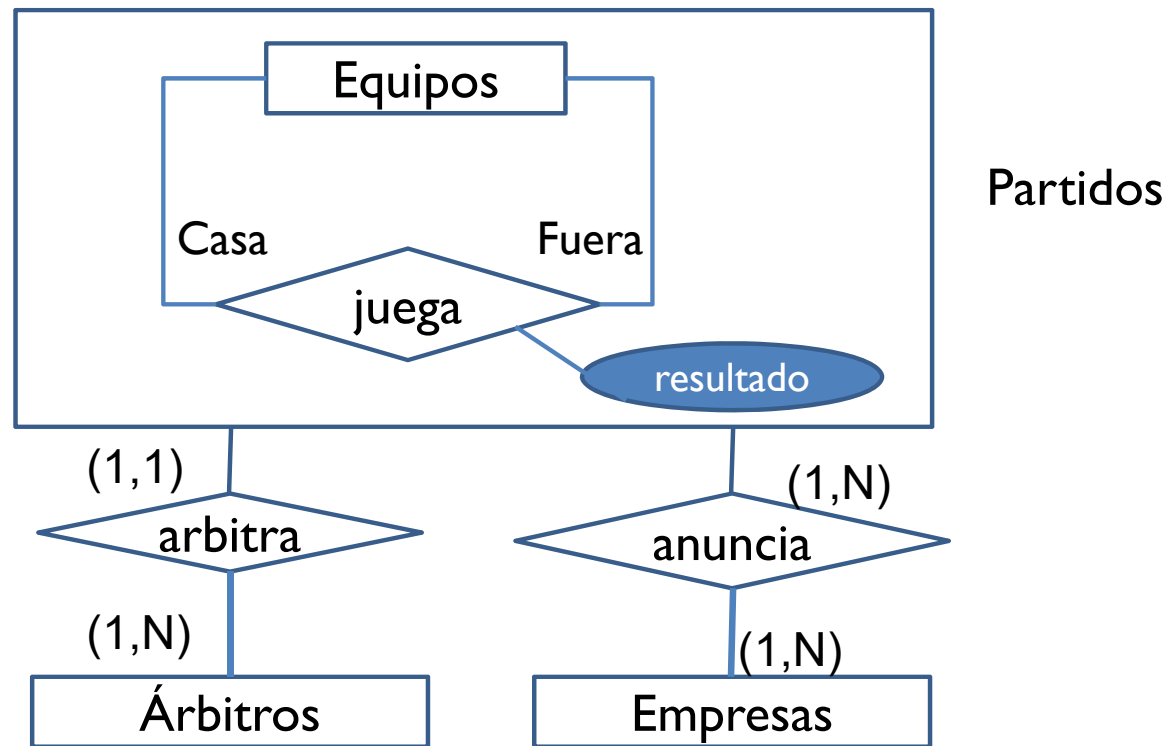 Equipos
Partidos
Casa
Fuera
juega
resultado
(1,1)
(1,N)
arbitra
anuncia
(1,N)
(1,N)
Árbitros
Empresas